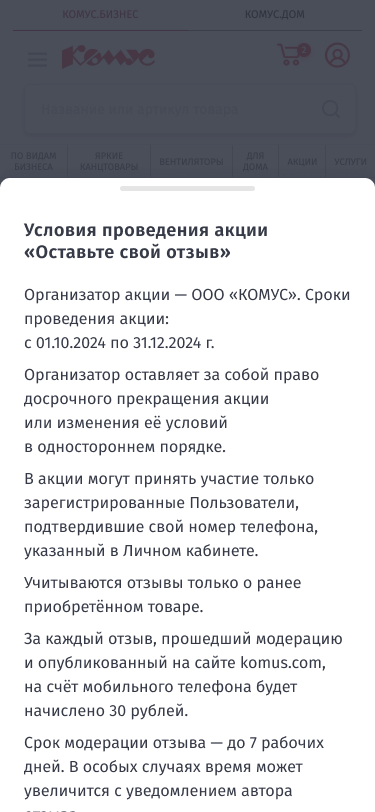 КОМУС.БИЗНЕС
КОМУС.ДОМ
Комус
2
Название или артикул товара
ПО ВИДАМ БИЗНЕСА
ЯРКИЕ КАНЦТОВАРЫ
ВЕНТИЛЯТОРЫ
ДЛЯ ДОМА
АКЦИИ
УСЛУГИ
Условия проведения акции
«Оставьте свой отзыв»
Организатор акции — ООО «КОМУС». Сроки
проведения акции:
с 01.10.2024 по 31.12.2024 г.
Организатор оставляет за собой право
досрочного прекращения акции
или изменения её условий
в одностороннем порядке.
В акции могут принять участие только
зарегистрированные Пользователи,
подтвердившие свой номер телефона,
указанный в Личном кабинете.
Учитываются отзывы только о ранее
приобретённом товаре.
За каждый отзыв, прошедший модерацию
и опубликованный на сайте komus.com,
на счёт мобильного телефона будет
начислено 30 рублей.
Срок модерации отзыва — до 7 рабочих
дней. В особых случаях время может
увеличится с уведомлением автора